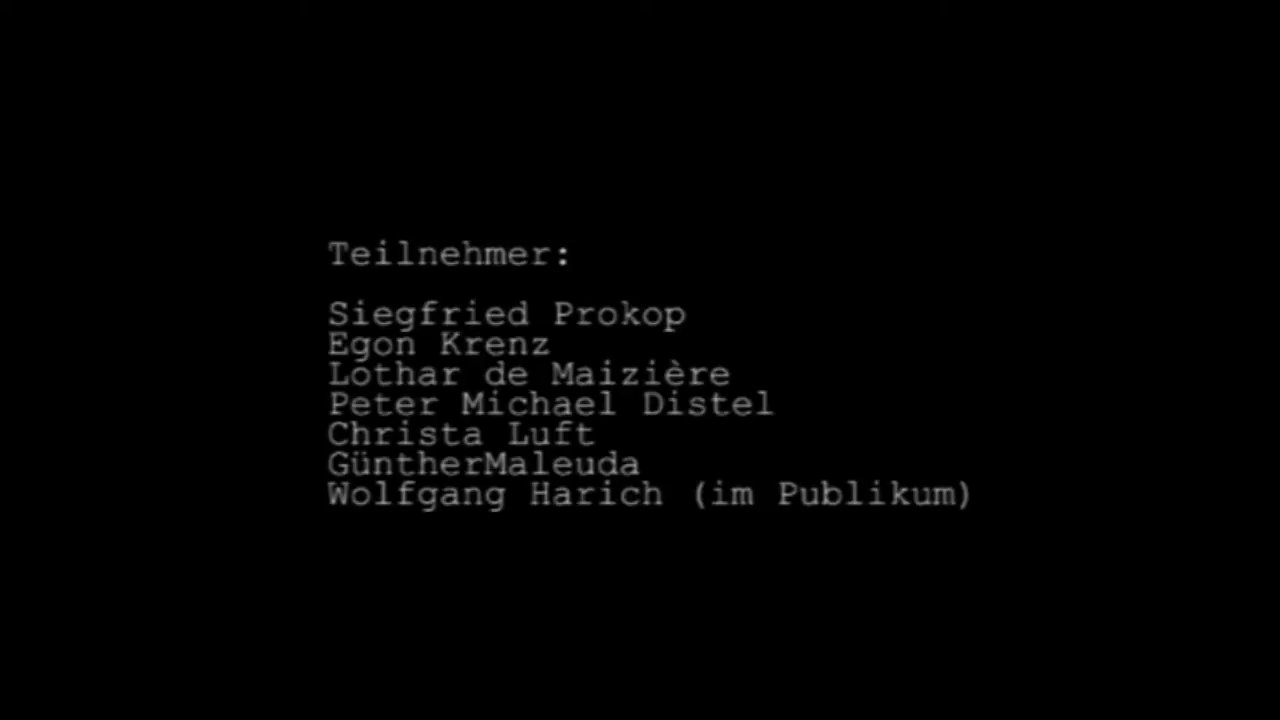 Teilnehmer:
Siegfried Prokop
Egon Krenz
Lothar de Maizière
Peter Michael Distel
Christa Luft
GüntherMaleuda
Wolfgang Harich (im Publikum)